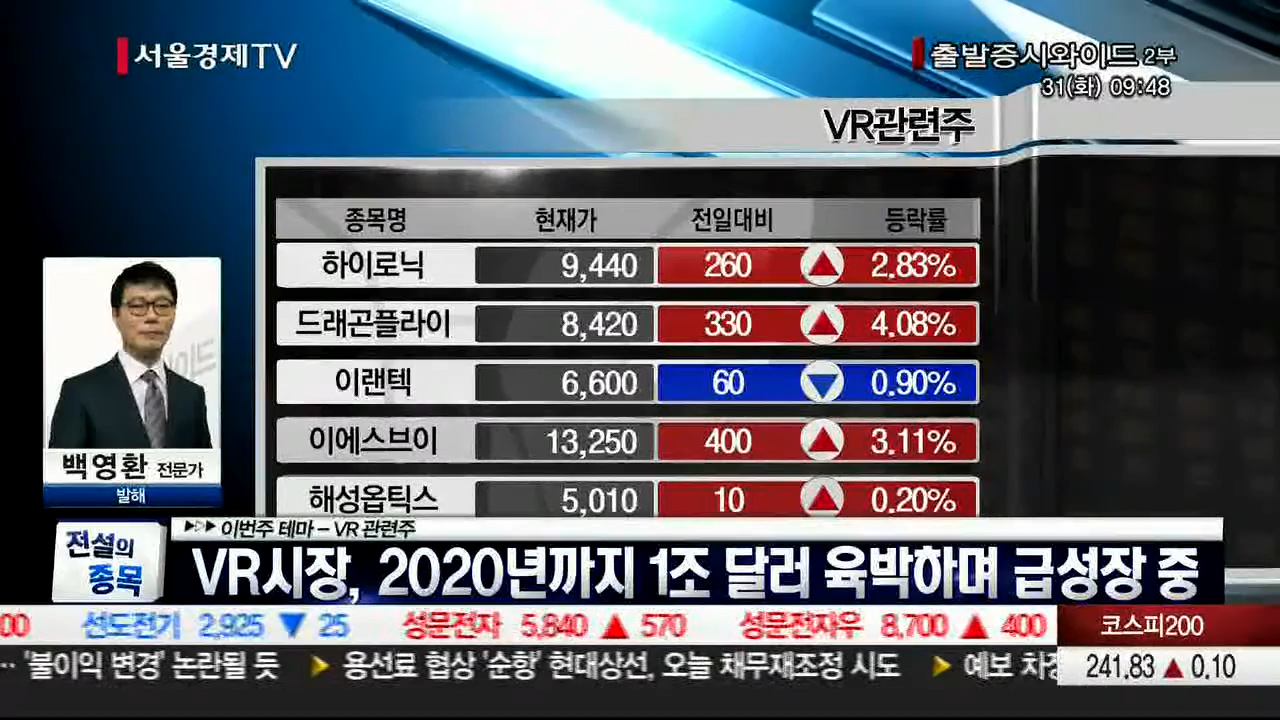 서울경제TV
출발증시와이드 2부
31(화) 09:48
VR관련주
종목명 현재가 전일대비 등락률
하이로닉 9,440 260 ▲ 2.83%
드래곤플라이 8,420 330 ▲ 4.08%
이랜텍 6,600 60 ▼ 0.90%
이에스브이 13,250 400 ▲ 3.11%
해성옵틱스 5,010 10 ▲ 0.20%
백영환 전문가
발해
전설의 종목
▶▷▶ 이번주 테마 - VR 관련주
VR시장, 2020년까지 1조 달러 육박하며 급성장 중
00 선도전기 2,925 ▼ 25 성문전자 5,840 ▲ 570 성문전자우 8,700 ▲ 400
코스피200
·· '불이익 변경' 논란될 듯 ▶ 용선료 협상 '순항' 현대상선, 오늘 채무재조정 시도 ▶ 예보
241.83 ▲ 0.10